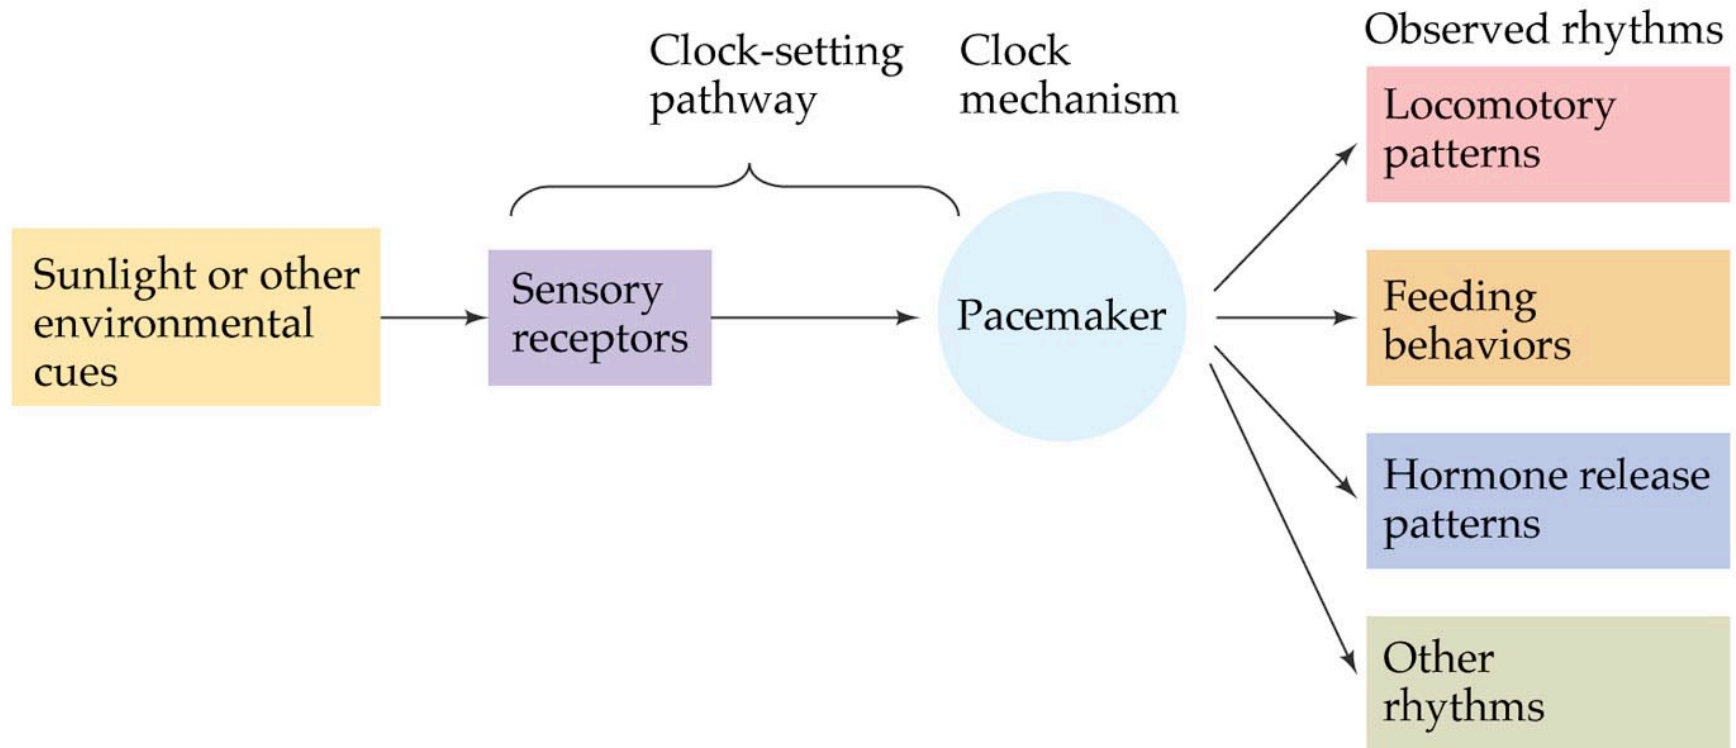 Clock-setting
pathway
Clock
mechanism
Observed rhythms
Sunlight or other
environmental
cues
Sensory
receptors
Pacemaker
Locomotory
patterns
Feeding
behaviors
Hormone release
patterns
Other
rhythms